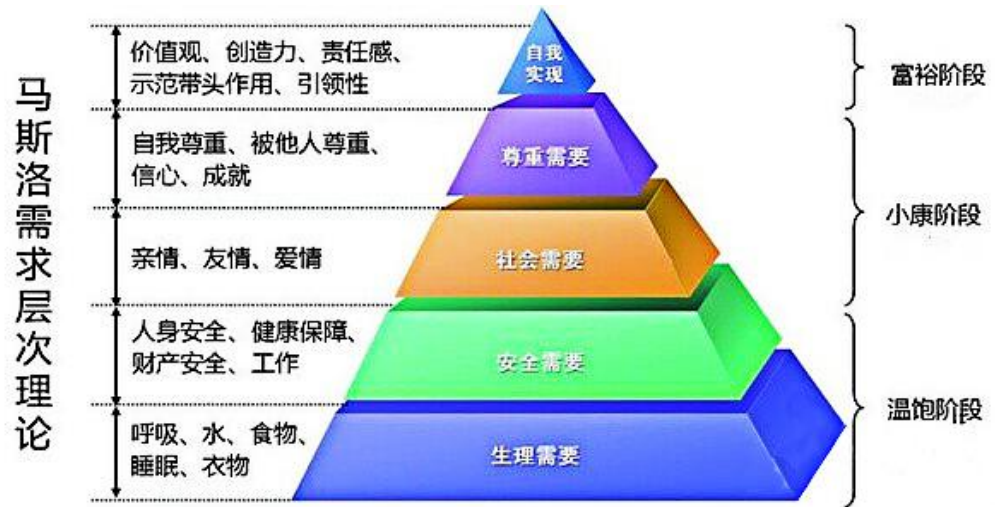 马斯洛需求层次理论
价值观、创造力、责任感、
示范带头作用、引领性
自我
实现
富裕阶段
自我尊重、被他人尊重、
信心、成就
尊重需要
小康阶段
亲情、友情、爱情
社会需要
人身安全、健康保障、
财产安全、工作
安全需要
温饱阶段
呼吸、水、食物、
睡眠、衣物
生理需要